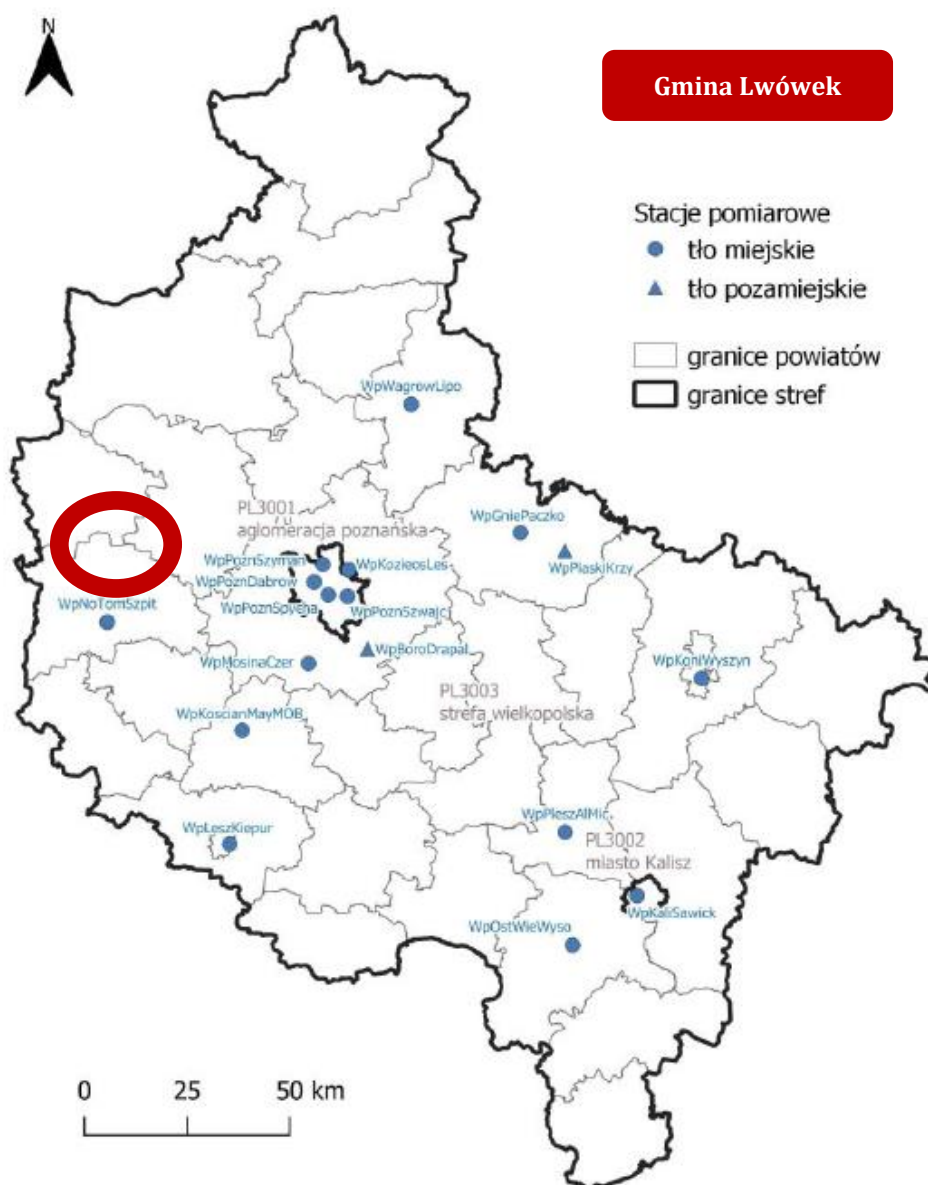 N
Gmina Lwówek
Stacje pomiarowe
tło miejskie
tło pozamiejskie
granice powiatów
granice stref
WpWagrowLipo
PL3001
aglomeracja poznańska
WpGniePaczko
WpPiaskiKrzy
WpPoznSzyman
WpKozieosLes
WpPoznDabrow
WpPoznSpycha
WpPoznSzwajc
WpNoTomSzpit
WpBoroDrapal
WpMosinaCzer
WpKoniWyszyn
PL3003
strefa wielkopolska
WpKoscianMayMOB
WpPleszAlMic
WpLeszKiepur
PL3002
miasto Kalisz
WpKaliSawick
WpOstWieWyso
0 25 50 km